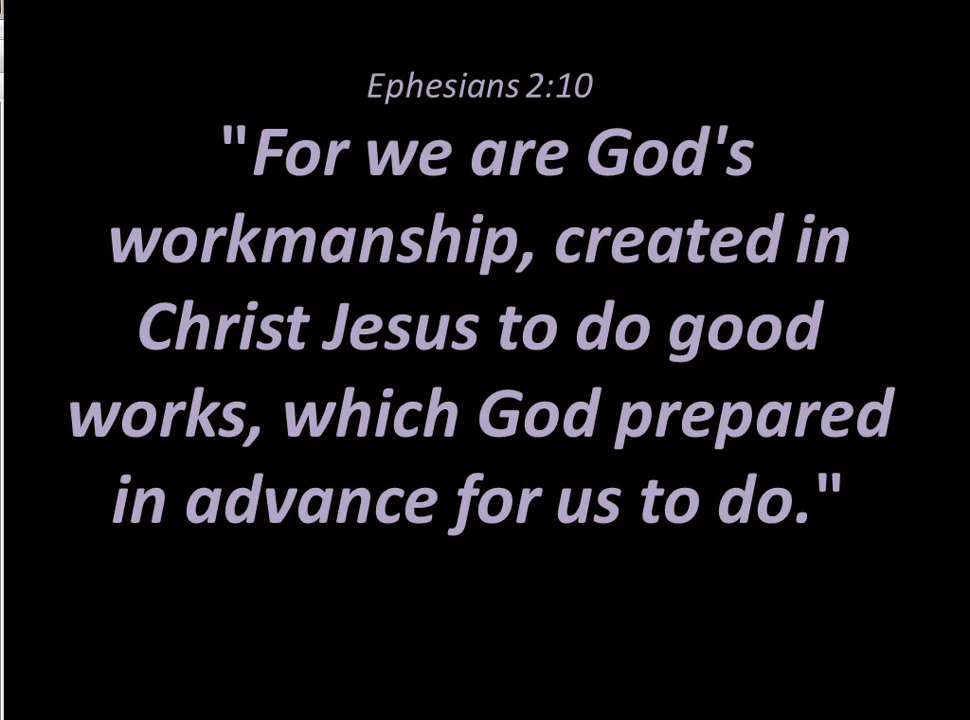 Ephesians 2:10
"For we are God's
workmanship, created in
Christ Jesus to do good
works, which God prepared
in advance for us to do."